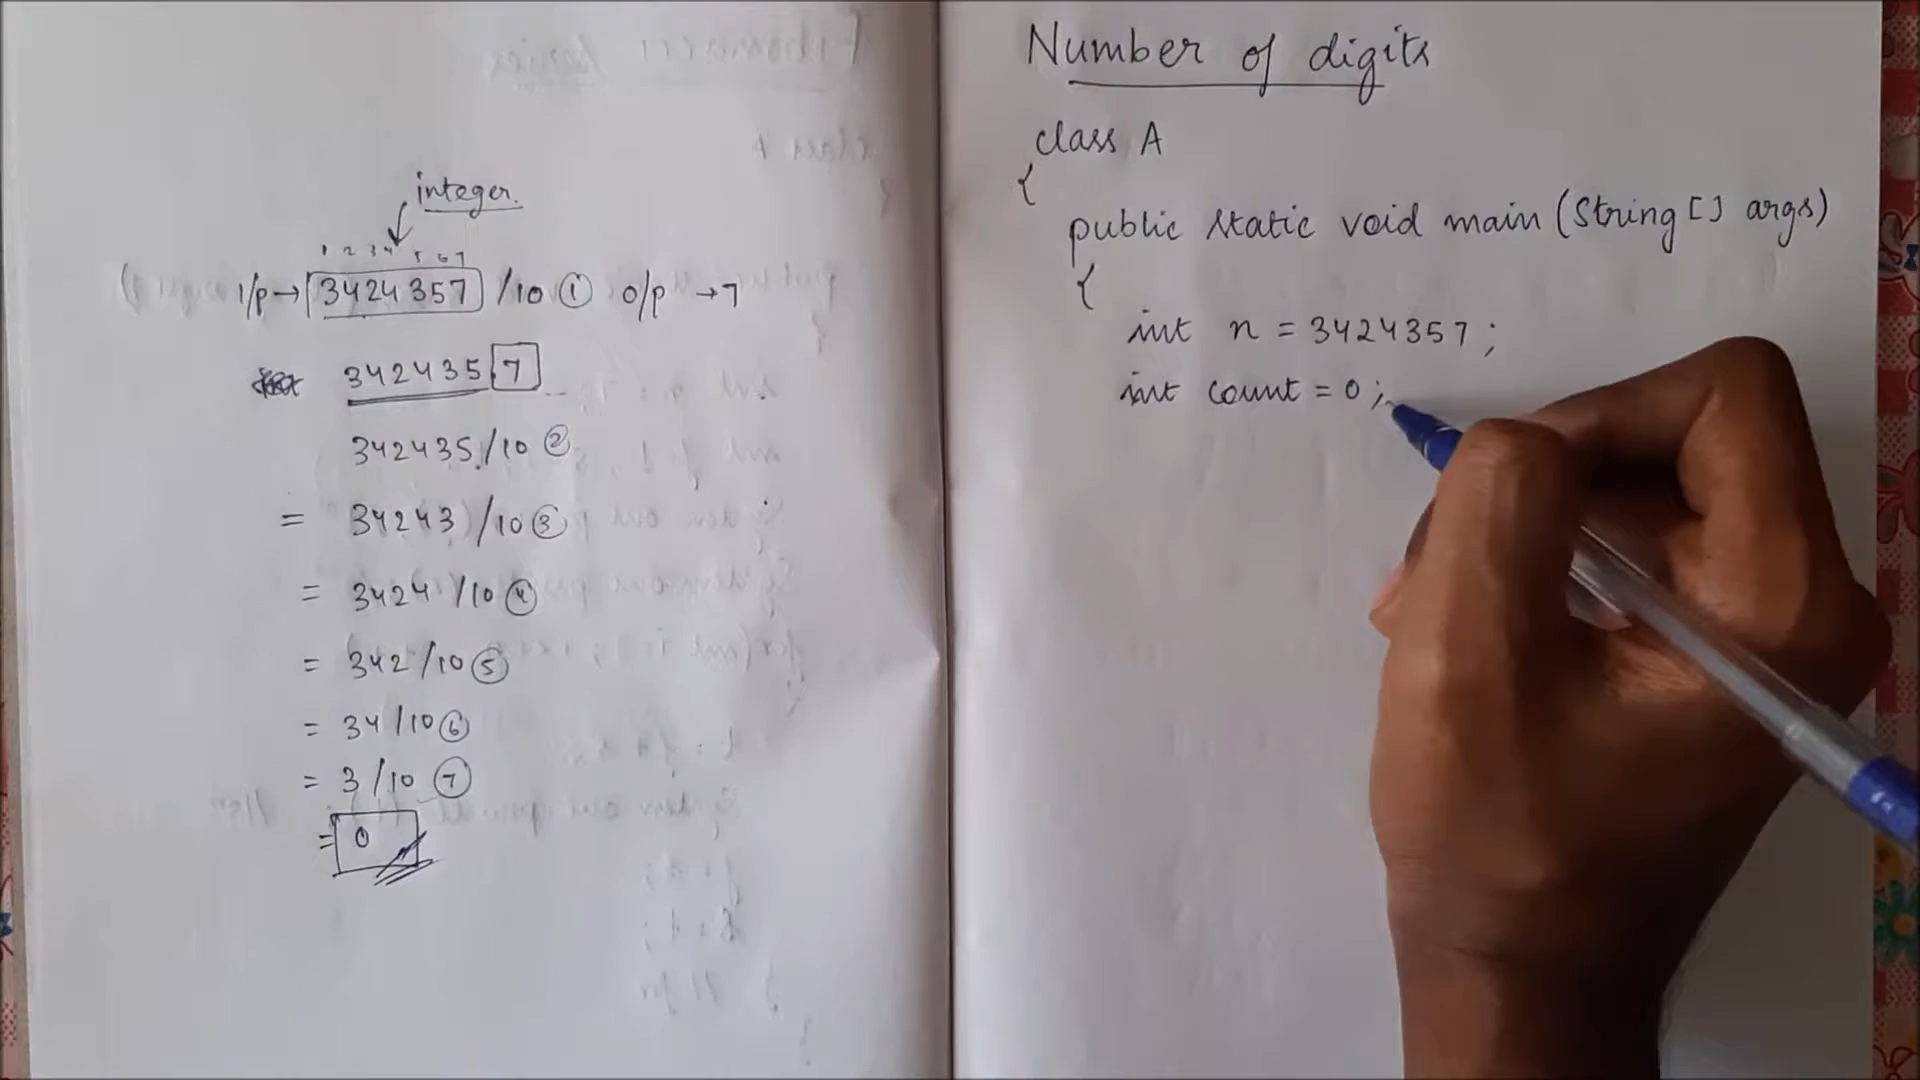 integer.
1 2 3 4 5 6 7
I/p → 3424357 /10 ① O/p → 7
342435 7
342435/10 ②
= 34243 /10 ③
= 3424 /10 ④
= 342 /10 ⑤
= 34 /10 ⑥
= 3 /10 ⑦
= 0
Number of digits
class A
{
public static void main (String [] args)
{
int n = 3424357 ;
int count = 0 ;